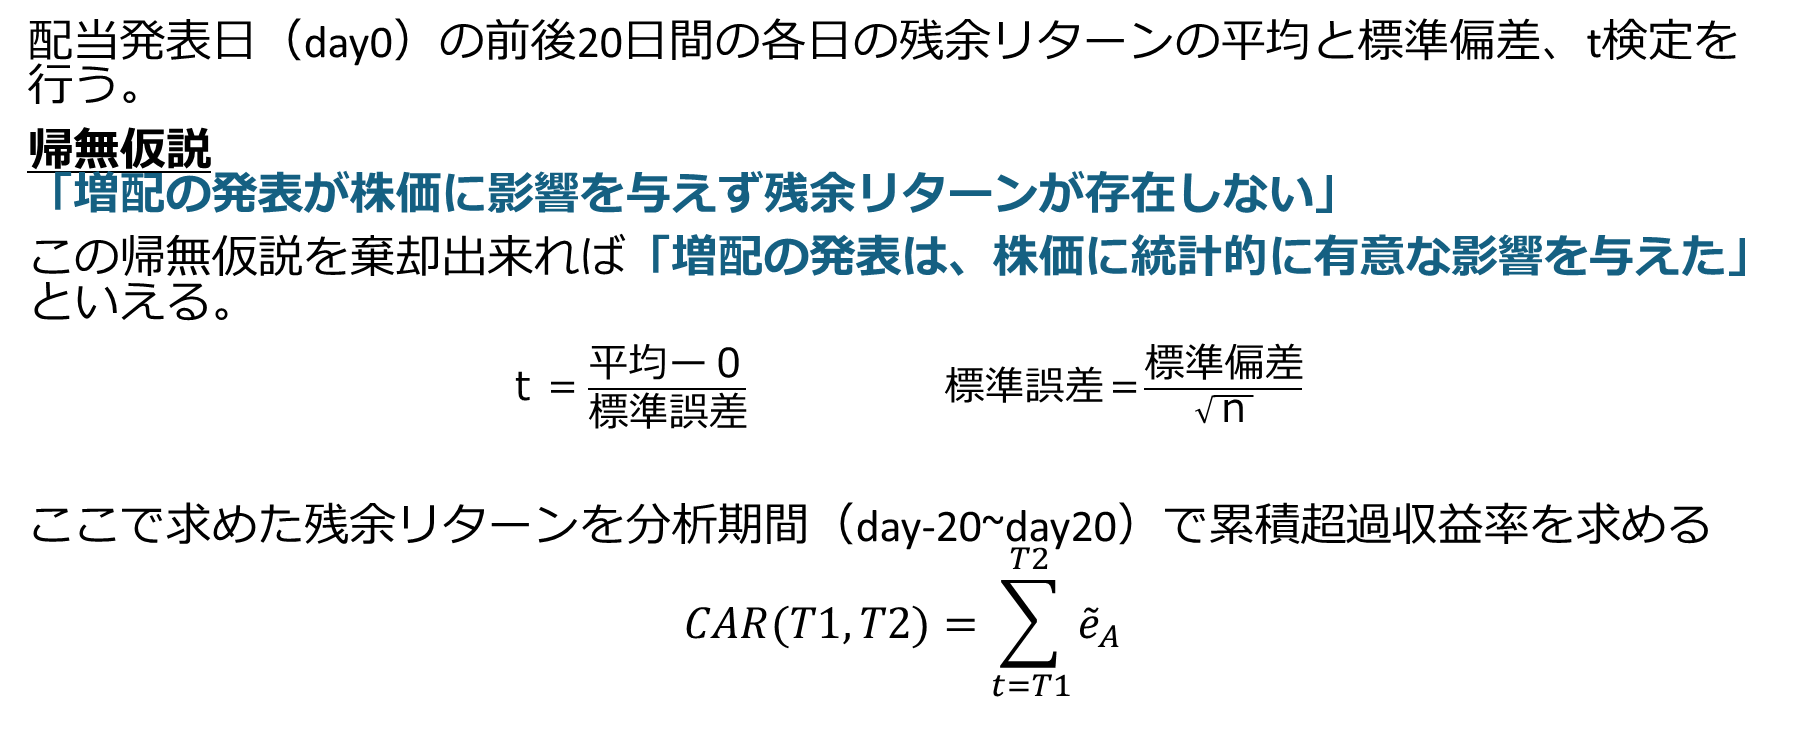 配当発表日（day0）の前後20日間の各日の残余リターンの平均と標準偏差、t検定を
行う。
帰無仮説
「増配の発表が株価に影響を与えず残余リターンが存在しない」
この帰無仮説を棄却出来れば「増配の発表は、株価に統計的に有意な影響を与えた」
といえる。
t = 平均ー0 / 標準誤差
標準誤差 = 標準偏差 / √n
ここで求めた残余リターンを分析期間（day-20~day20）で累積超過収益率を求める
CAR(T1,T2) = ∑_{t=T1}^{T2} ẽ_A